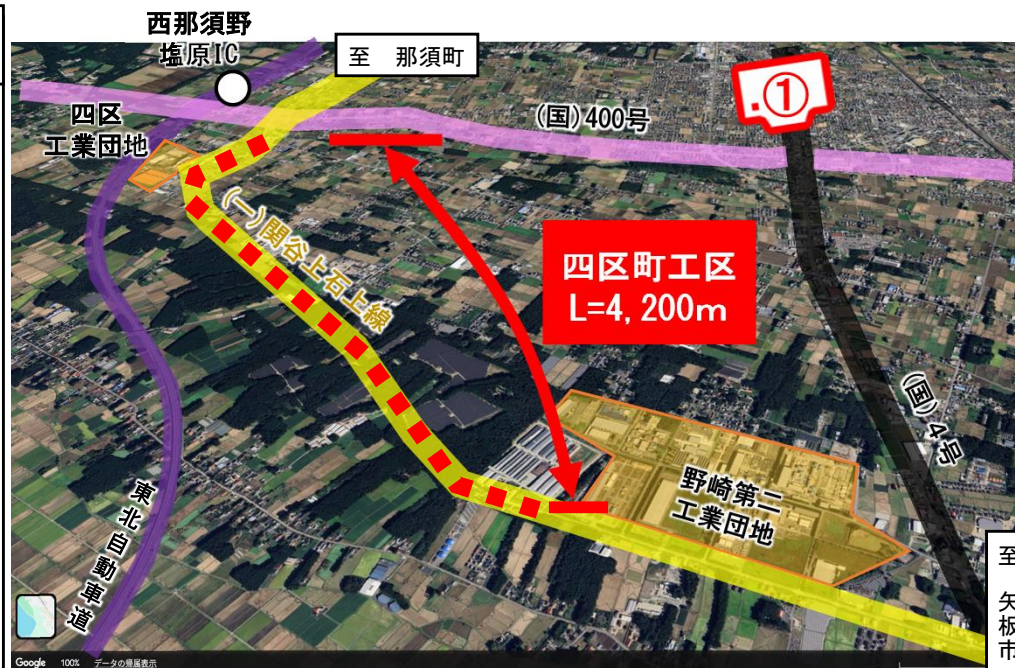 西那須野
塩原IC
至 那須町
四区
工業団地
(国)400号
.①
(一)関谷上石上線
四区町工区
L=4,200m
(国)4号
野崎第二
工業団地
東北自動車道
至
矢板市
Google 100% データの帰属表示